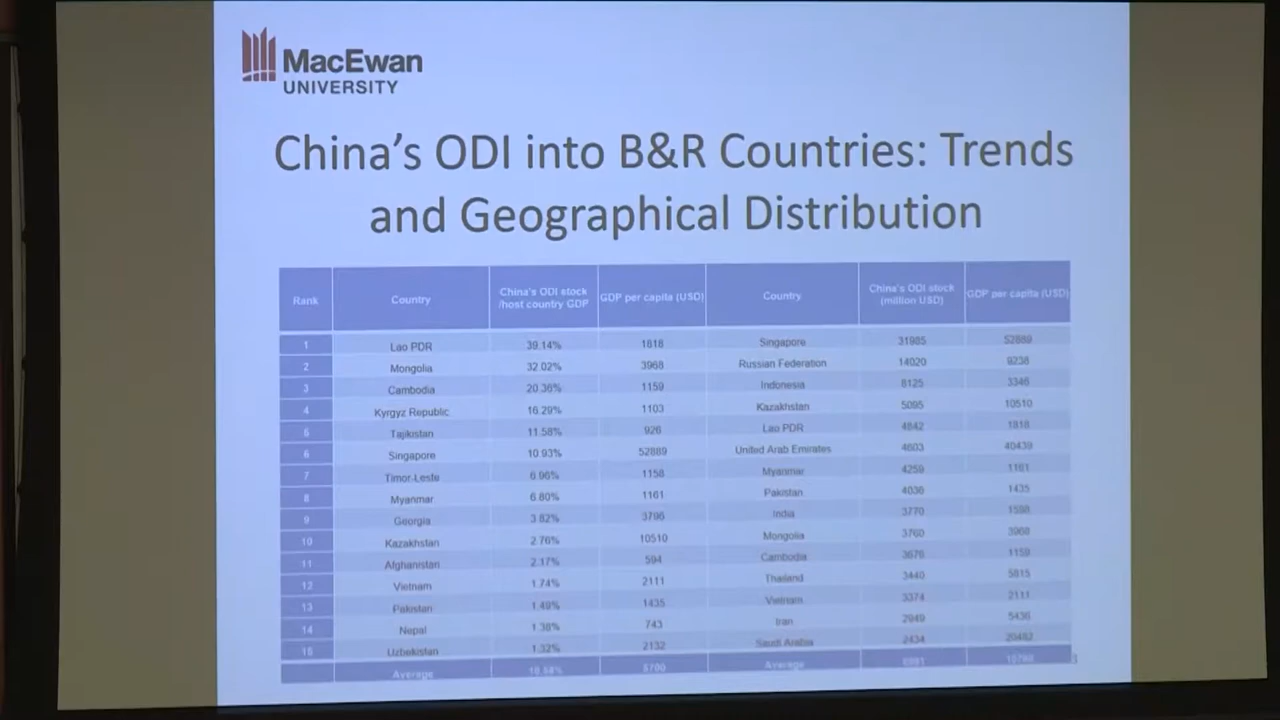 MacEwan
UNIVERSITY
China's ODI into B&R Countries: Trends
and Geographical Distribution
Rank Country China's ODI stock /host country GDP GDP per capita (USD) Country China's ODI stock (million USD) GDP per capita (USD)
1 Lao PDR 39.14% 1818 Singapore 31985 52889
2 Mongolia 32.02% 3968 Russian Federation 14020 9238
3 Cambodia 20.36% 1159 Indonesia 8125 3346
4 Kyrgyz Republic 16.29% 1103 Kazakhstan 5095 10510
Tajikistan 11.58% 926 Lao PDR 4842 1818
6 Singapore 10.93% 52889 United Arab Emirates 4603 40439
7 Timor-Leste 6.96% 1158 Myanmar 4259 1161
8 Myanmar 6.80% 1161 Pakistan 4036 1435
9 Georgia 3.82% 3796 India 3770 1598
10 Kazakhstan 2.76% 10510 Mongolia 3760 3968
11 Afghanistan 2.17% 594 Cambodia 3676 1159
12 Vietnam 1.74% 2111 Thailand 3440 5815
13 Pakistan 1.49% 1435 Vietnam 3374 2111
14 Nepal 1.38% 743 Iran 2949 5436
15 Uzbekistan 1.32% 2132 Saudi Arabia 2434 20482
Average Average